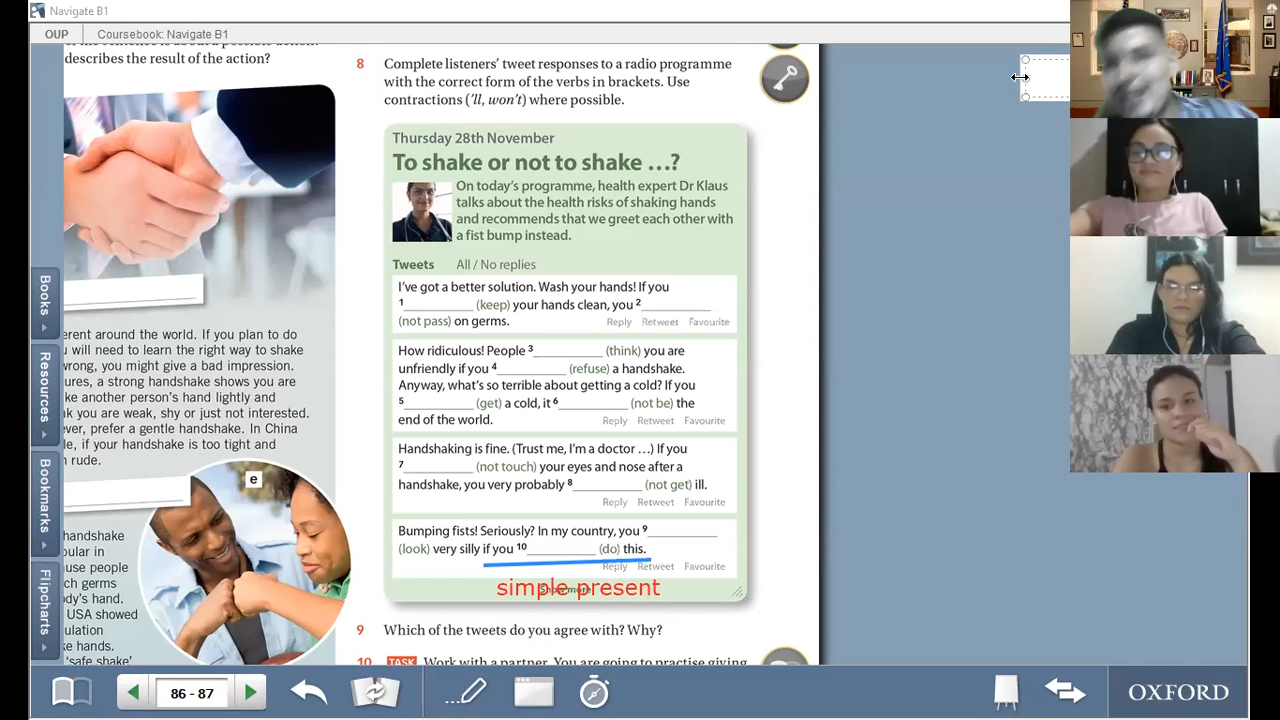 Navigate B1
OUP
Coursebook: Navigate B1
describes the result of the action?
8 Complete listeners' tweet responses to a radio programme
with the correct form of the verbs in brackets. Use
contractions ('ll, won't) where possible.
Thursday 28th November
To shake or not to shake ...?
On today's programme, health expert Dr Klaus
talks about the health risks of shaking hands
and recommends that we greet each other with
a fist bump instead.
Tweets All / No replies
I've got a better solution. Wash your hands! If you
1 __________ (keep) your hands clean, you 2 __________
(not pass) on germs.
Reply Retweet Favourite
How ridiculous! People 3 __________ (think) you are
unfriendly if you 4 __________ (refuse) a handshake.
Anyway, what's so terrible about getting a cold? If you
5 __________ (get) a cold, it 6 __________ (not be) the
end of the world.
Reply Retweet Favourite
Handshaking is fine. (Trust me, I'm a doctor ...) If you
7 __________ (not touch) your eyes and nose after a
handshake, you very probably 8 __________ (not get) ill.
Reply Retweet Favourite
Bumping fists! Seriously? In my country, you 9 __________
(look) very silly if you 10 __________ (do) this.
Reply Retweet Favourite
simple present
9 Which of the tweets do you agree with? Why?
10 TASK Work with a partner. You are going to practise giving
erent around the world. If you plan to do
will need to learn the right way to shake
wrong, you might give a bad impression.
ures, a strong handshake shows you are
ke another person's hand lightly and
nk you are weak, shy or just not interested.
ever, prefer a gentle handshake. In China
le, if your handshake is too tight and
rude.
e
handshake
pular in
use people
ch germs
dy's hand.
USA showed
ulation
ke hands.
'safe shake'
Books
Resources
Bookmarks
Flipcharts
86 - 87
OXFORD